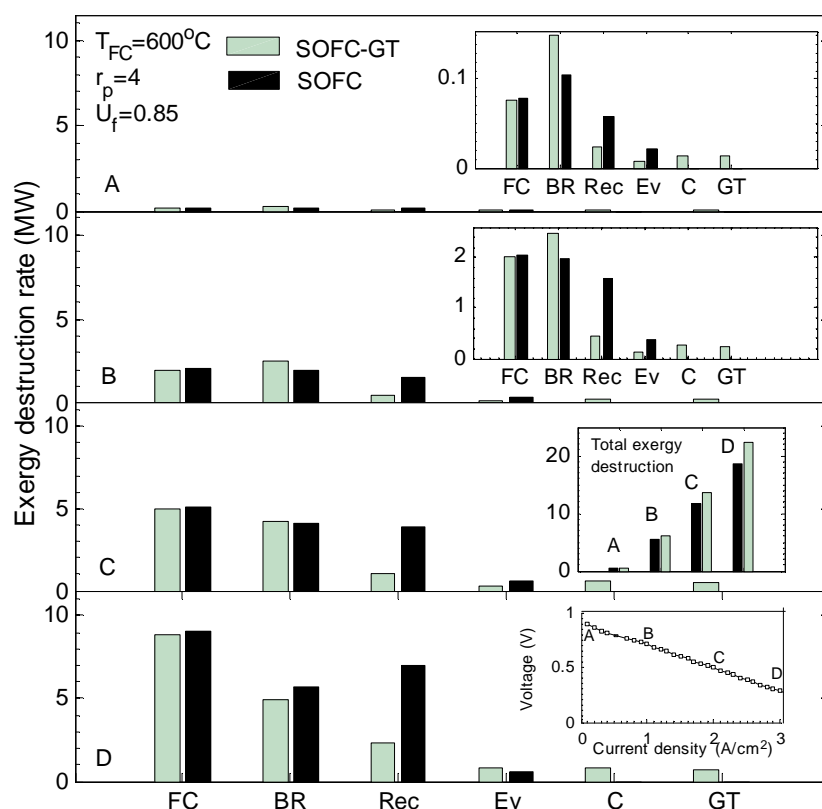 Exergy destruction rate (MW)
T_FC=600°C
r_p=4
U_f=0.85
SOFC-GT
SOFC
10
5
0
A
0.1
0
FC BR Rec Ev C GT
10
5
0
B
2
1
0
FC BR Rec Ev C GT
10
5
0
C
Total exergy
destruction
20
10
0
A B C D
10
5
0
D
Voltage (V)
1
0.5
0
A B C D
0 1 2 3
Current density (A/cm²)
FC BR Rec Ev C GT